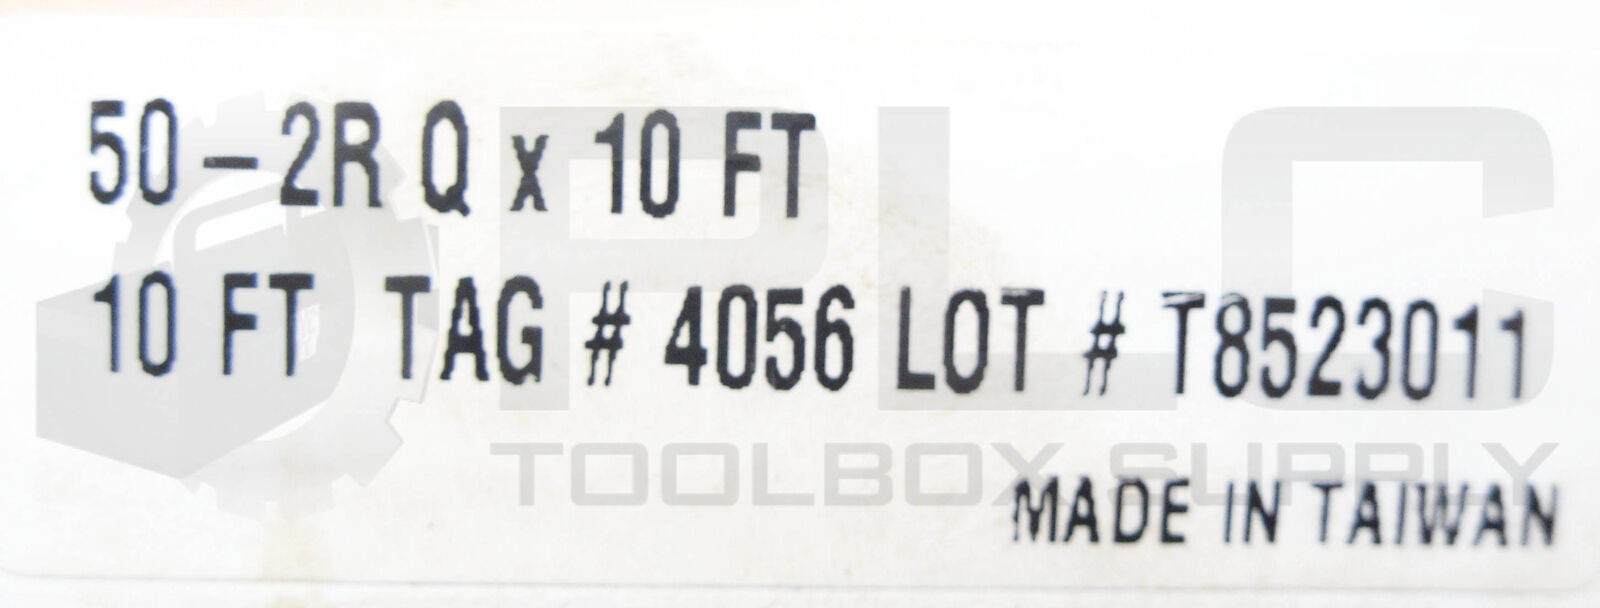 50-2R Q x 10 FT
10 FT TAG # 4056 LOT # T8523011
MADE IN TAIWAN
PLC
TOOLBOX SUPPLY